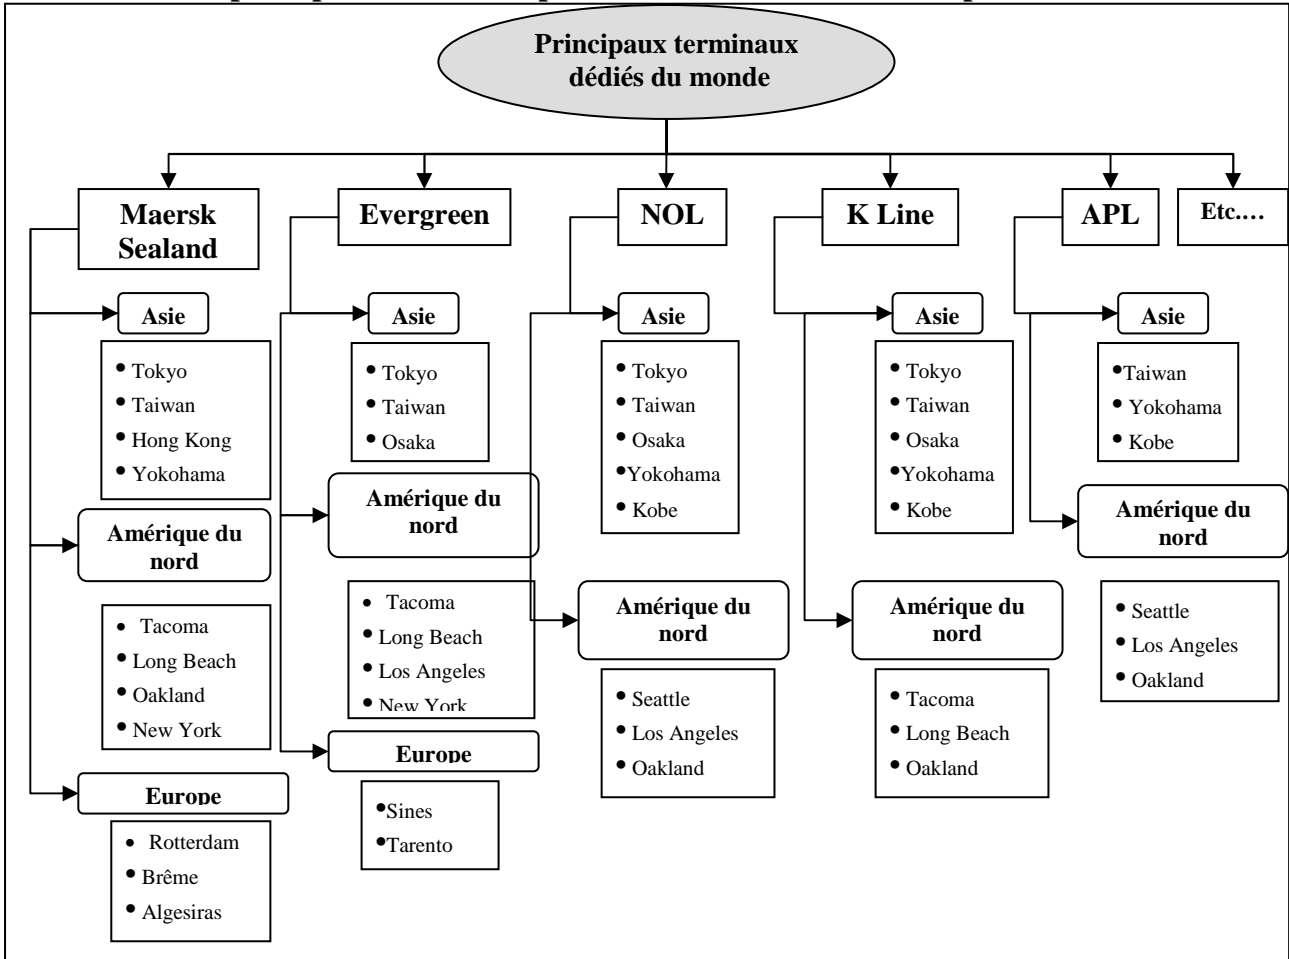 Principaux terminaux
dédiés du monde
Maersk
Sealand
Evergreen
NOL
K Line
APL
Etc.…
Asie
• Tokyo
• Taiwan
• Hong Kong
• Yokohama
Amérique du
nord
• Tacoma
• Long Beach
• Oakland
• New York
Europe
• Rotterdam
• Brême
• Algesiras
Asie
• Tokyo
• Taiwan
• Osaka
Amérique du
nord
• Tacoma
• Long Beach
• Los Angeles
• New York
Europe
•Sines
•Tarento
Asie
• Tokyo
• Taiwan
• Osaka
•Yokohama
• Kobe
Amérique du
nord
• Seattle
• Los Angeles
• Oakland
Asie
• Tokyo
• Taiwan
• Osaka
•Yokohama
• Kobe
Amérique du
nord
• Tacoma
• Long Beach
• Oakland
Asie
•Taiwan
• Yokohama
• Kobe
Amérique du
nord
• Seattle
• Los Angeles
• Oakland